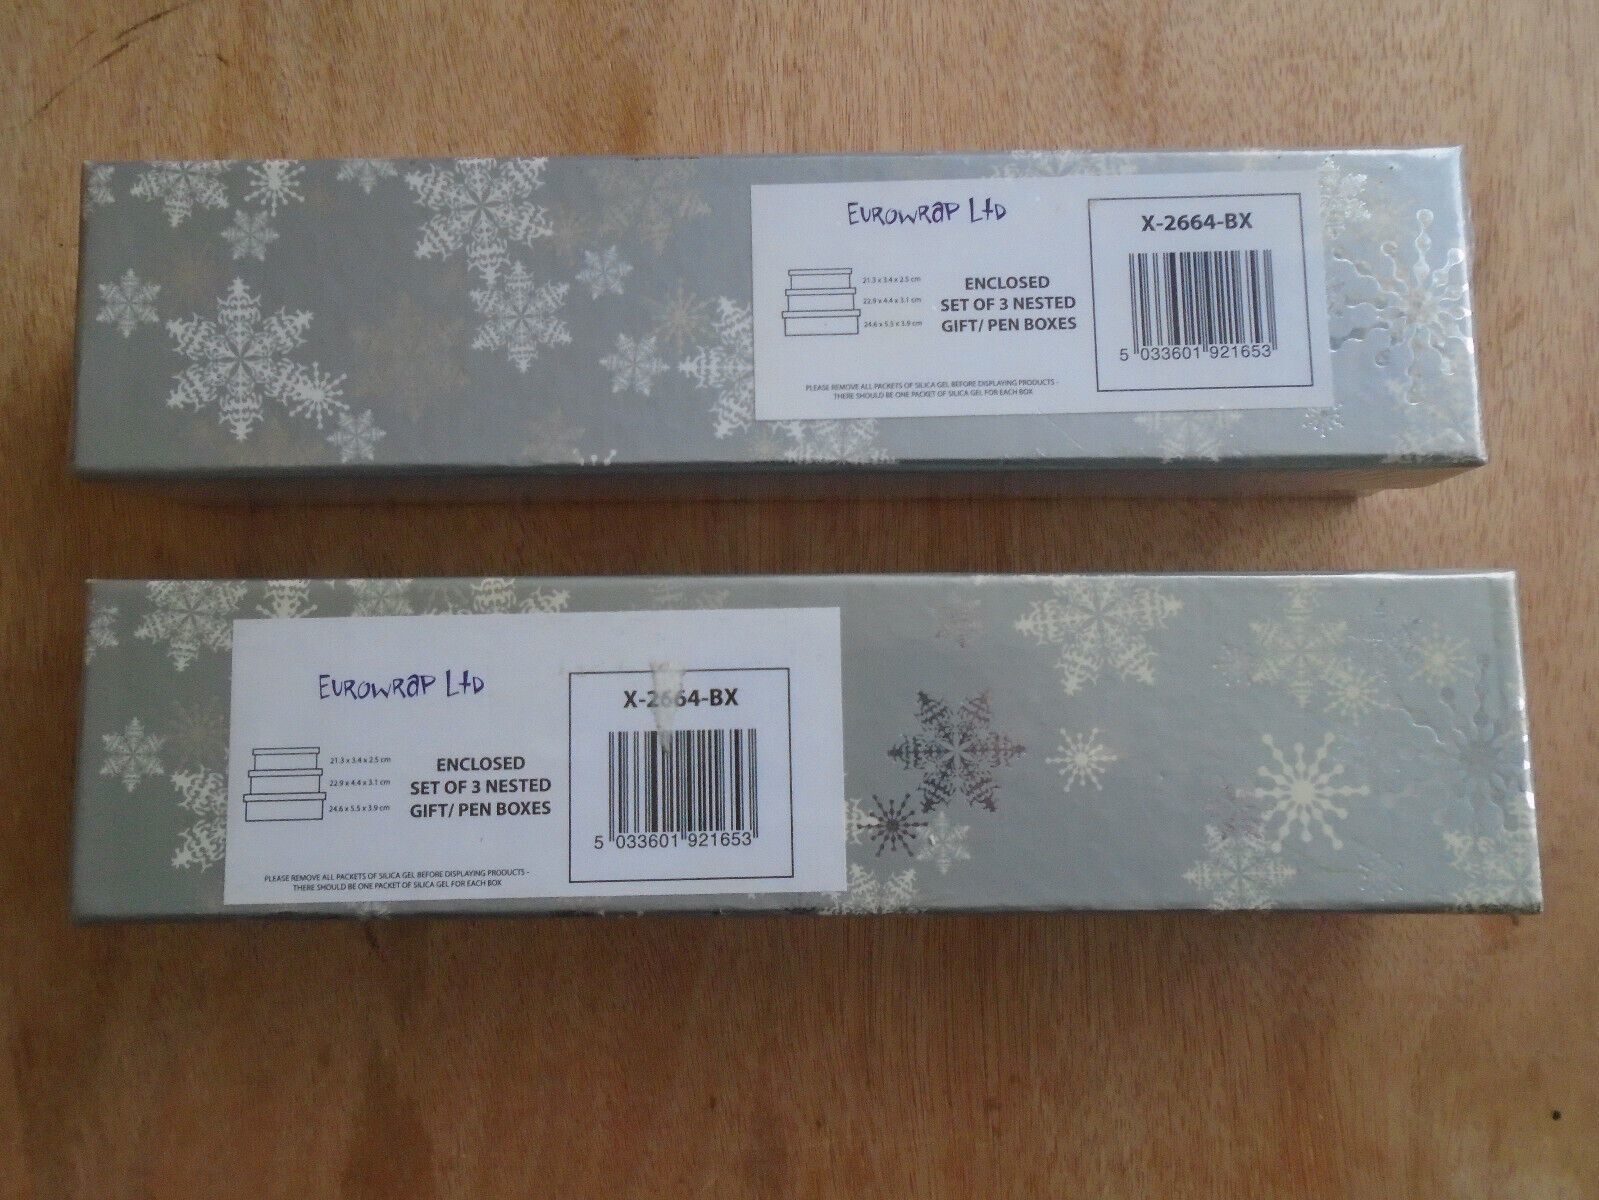 EUROWRAP LTD
21.3 x 3.4 x 2.5 cm
22.9 x 4.4 x 3.1 cm
24.6 x 5.5 x 3.9 cm
ENCLOSED
SET OF 3 NESTED
GIFT/ PEN BOXES
PLEASE REMOVE ALL PACKETS OF SILICA GEL BEFORE DISPLAYING PRODUCTS -
THERE SHOULD BE ONE PACKET OF SILICA GEL FOR EACH BOX
X-2664-BX
5 033601 921653
EUROWRAP LTD
21.3 x 3.4 x 2.5 cm
22.9 x 4.4 x 3.1 cm
24.6 x 5.5 x 3.9 cm
ENCLOSED
SET OF 3 NESTED
GIFT/ PEN BOXES
PLEASE REMOVE ALL PACKETS OF SILICA GEL BEFORE DISPLAYING PRODUCTS -
THERE SHOULD BE ONE PACKET OF SILICA GEL FOR EACH BOX
X-2664-BX
5 033601 921653